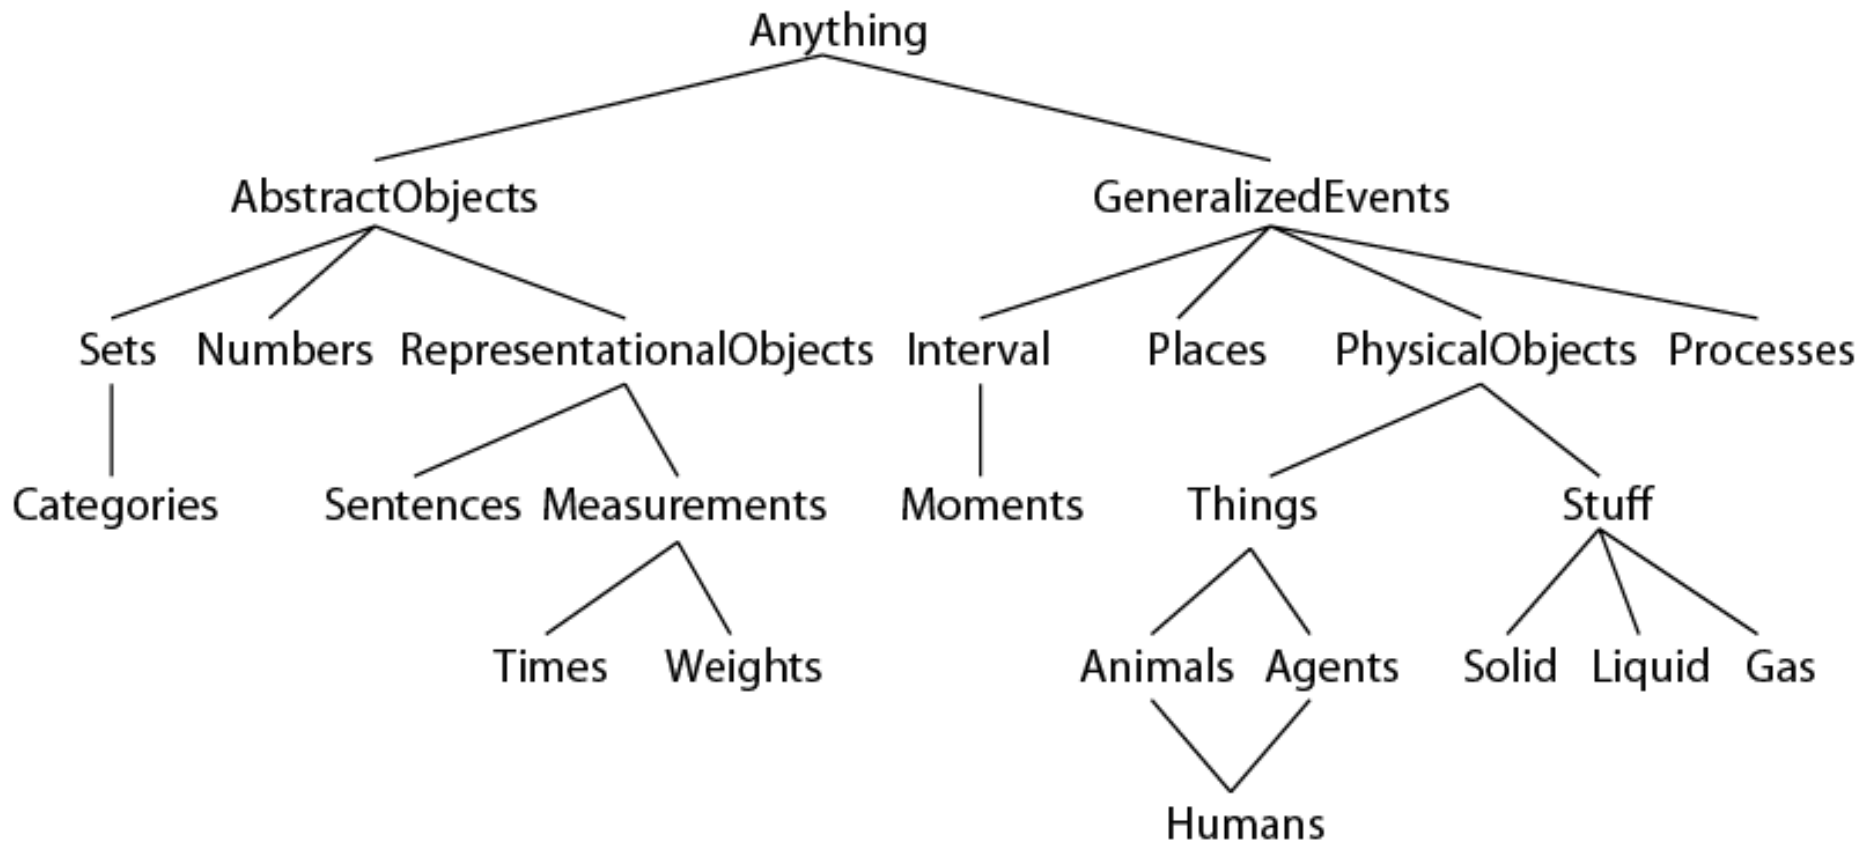 Anything
AbstractObjects GeneralizedEvents
Sets Numbers RepresentationalObjects Interval Places PhysicalObjects Processes
Categories Sentences Measurements Moments Things Stuff
Times Weights Animals Agents Solid Liquid Gas
Humans